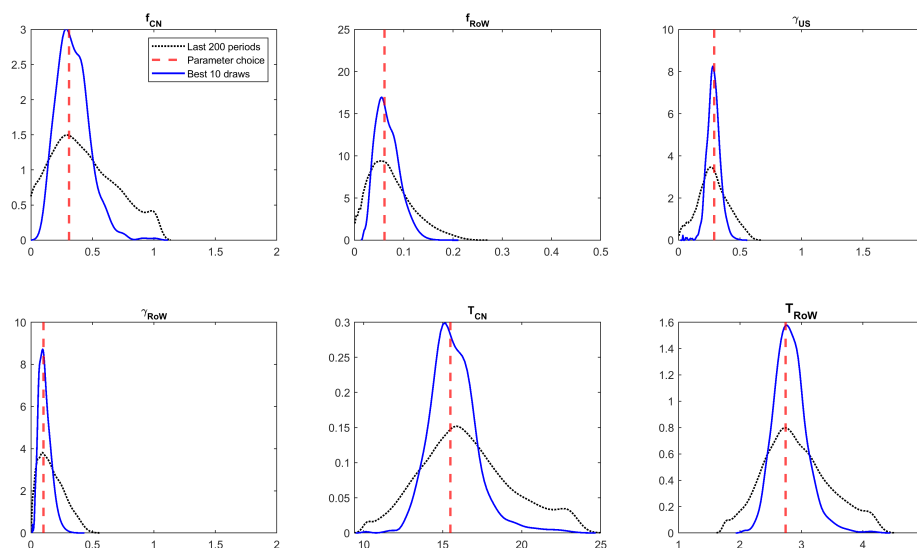 f_CN
3
2.5
2
1.5
1
0.5
0
0 0.5 1 1.5 2
Last 200 periods
Parameter choice
Best 10 draws
f_RoW
25
20
15
10
5
0
0 0.1 0.2 0.3 0.4 0.5
γ_US
10
8
6
4
2
0
0 0.5 1 1.5
γ_RoW
10
8
6
4
2
0
0 0.5 1 1.5 2
T_CN
0.3
0.25
0.2
0.15
0.1
0.05
0
10 15 20 25
T_RoW
1.6
1.4
1.2
1
0.8
0.6
0.4
0.2
0
1 2 3 4